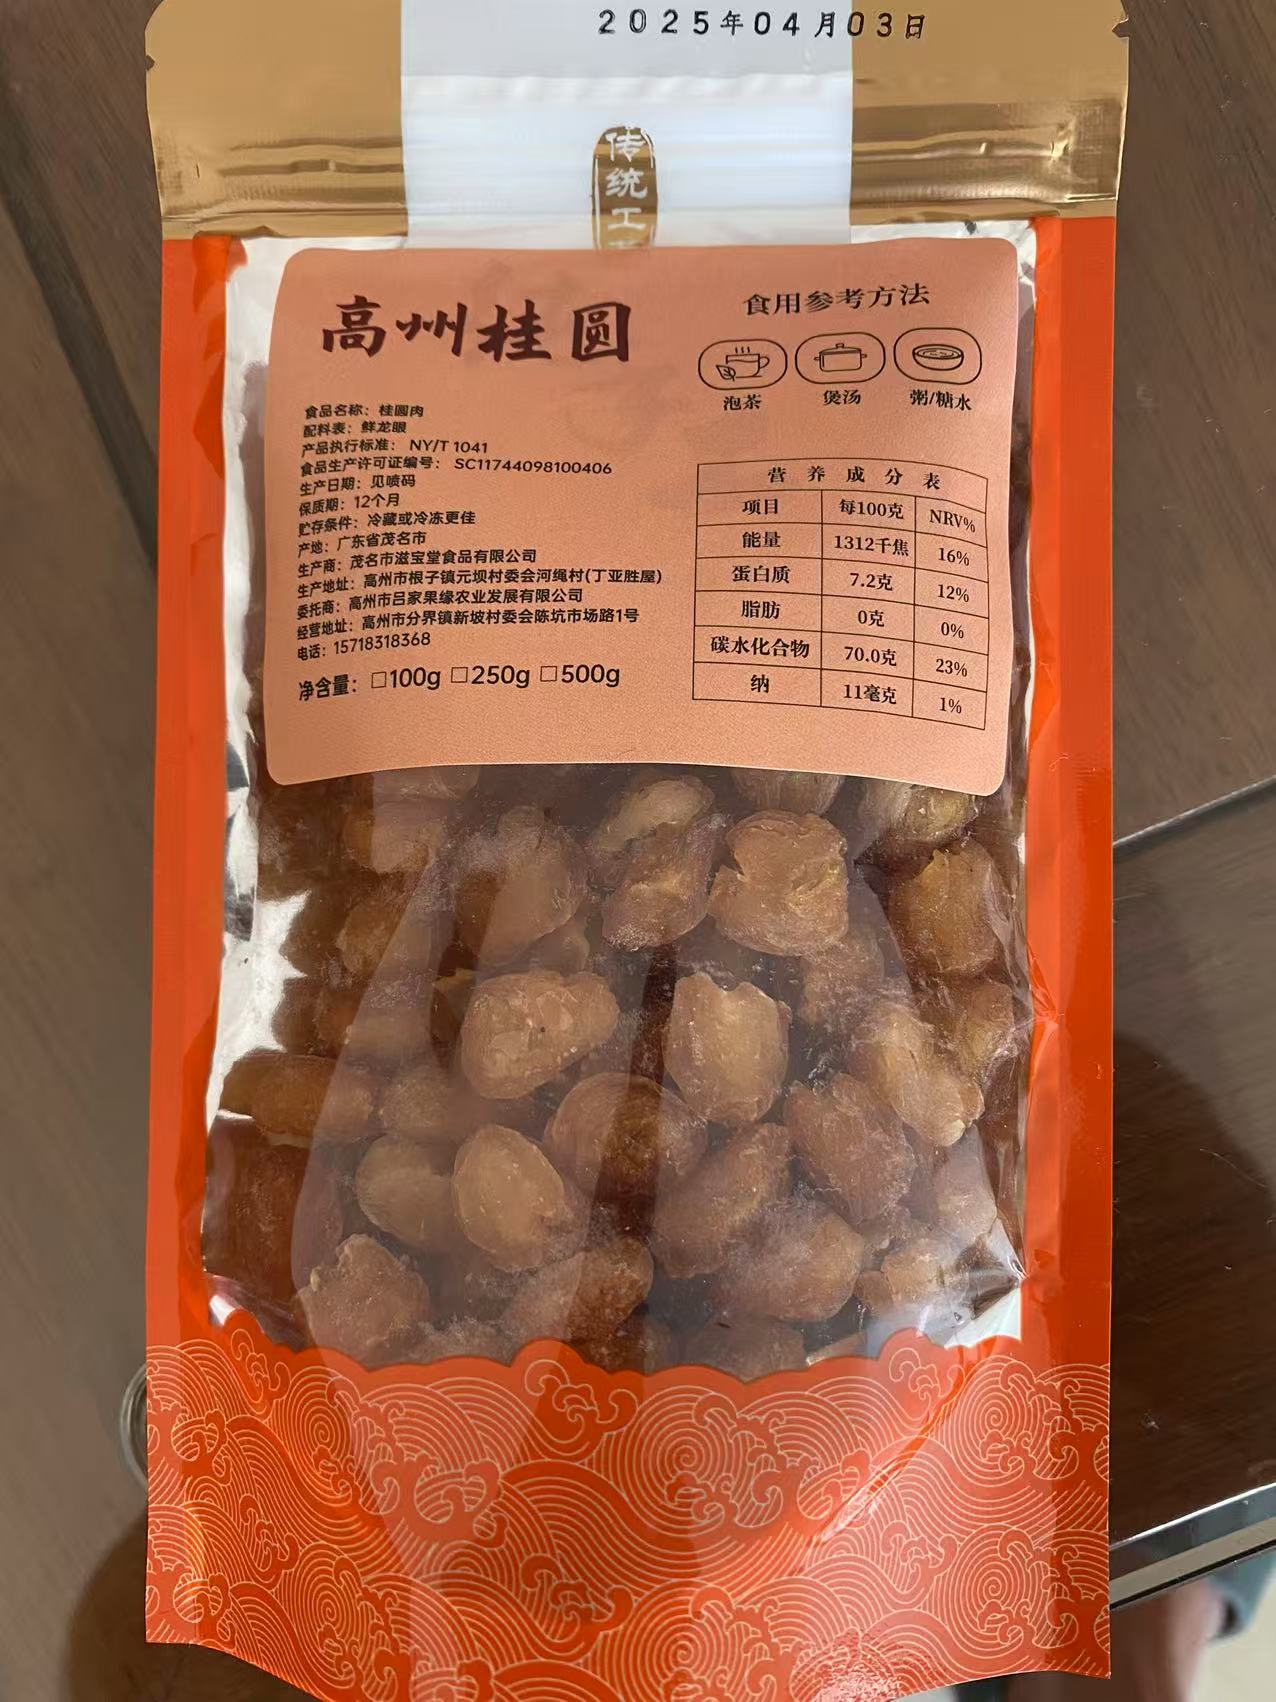 2025年04月03日
传统工
高州桂圆
食品名称：桂圆肉
配料表：鲜龙眼
产品执行标准： NY/T 1041
食品生产许可证编号： SC11744098100406
生产日期：见喷码
保质期：12个月
贮存条件：冷藏或冷冻更佳
产地：广东省茂名市
生产商：茂名市滋宝堂食品有限公司
生产地址：高州市根子镇元坝村委会河绳村(丁亚胜屋)
委托商：高州市吕家果缘农业发展有限公司
经营地址：高州市分界镇新坡村委会陈坑市场路1号
电话：15718318368
净含量：□100g □250g □500g
食用参考方法
泡茶 煲汤 粥/糖水
营养成分表
项目 每100克 NRV%
能量 1312千焦 16%
蛋白质 7.2克 12%
脂肪 0克 0%
碳水化合物 70.0克 23%
纳 11毫克 1%